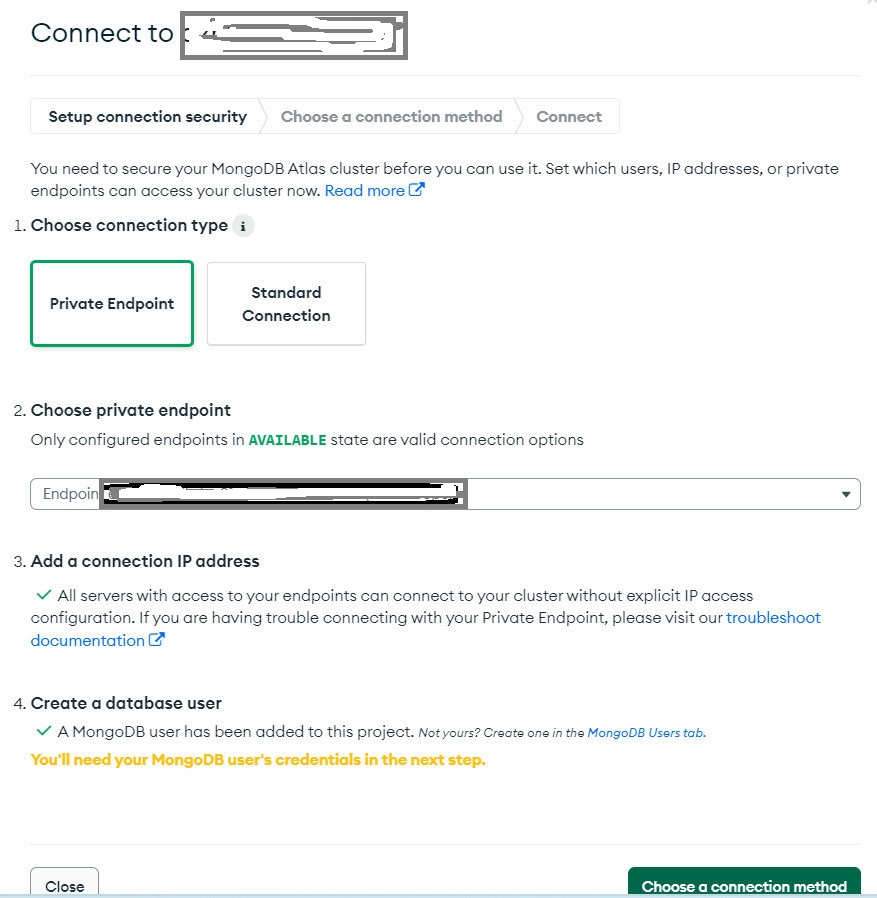 Connect to
Setup connection security
Choose a connection method
Connect
You need to secure your MongoDB Atlas cluster before you can use it. Set which users, IP addresses, or private
endpoints can access your cluster now. Read more
1. Choose connection type i
Private Endpoint
Standard
Connection
2. Choose private endpoint
Only configured endpoints in AVAILABLE state are valid connection options
Endpoin
3. Add a connection IP address
All servers with access to your endpoints can connect to your cluster without explicit IP access
configuration. If you are having trouble connecting with your Private Endpoint, please visit our troubleshoot
documentation
4. Create a database user
A MongoDB user has been added to this project. Not yours? Create one in the MongoDB Users tab.
You'll need your MongoDB user's credentials in the next step.
Close
Choose a connection method